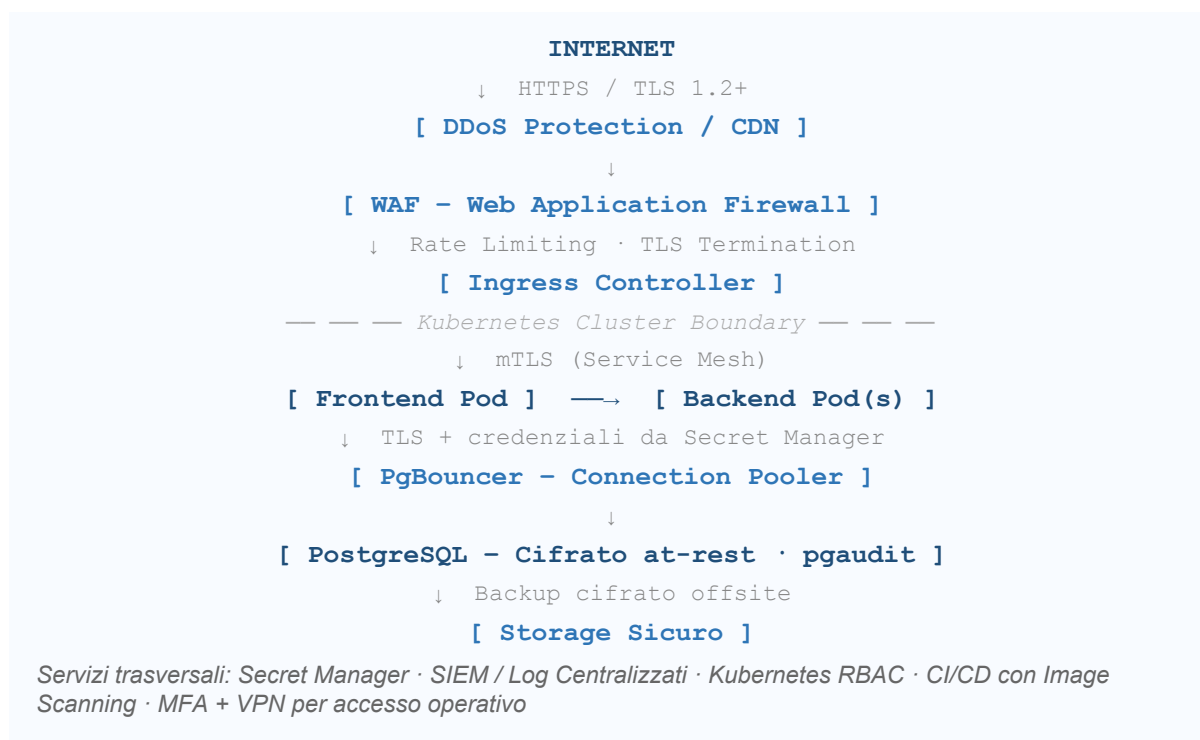 INTERNET
↓ HTTPS / TLS 1.2+
[ DDoS Protection / CDN ]
↓
[ WAF – Web Application Firewall ]
↓ Rate Limiting · TLS Termination
[ Ingress Controller ]
—— —— —— Kubernetes Cluster Boundary —— —— ——
↓ mTLS (Service Mesh)
[ Frontend Pod ] ——→ [ Backend Pod(s) ]
↓ TLS + credenziali da Secret Manager
[ PgBouncer – Connection Pooler ]
↓
[ PostgreSQL – Cifrato at-rest · pgaudit ]
↓ Backup cifrato offsite
[ Storage Sicuro ]
Servizi trasversali: Secret Manager · SIEM / Log Centralizzati · Kubernetes RBAC · CI/CD con Image
Scanning · MFA + VPN per accesso operativo